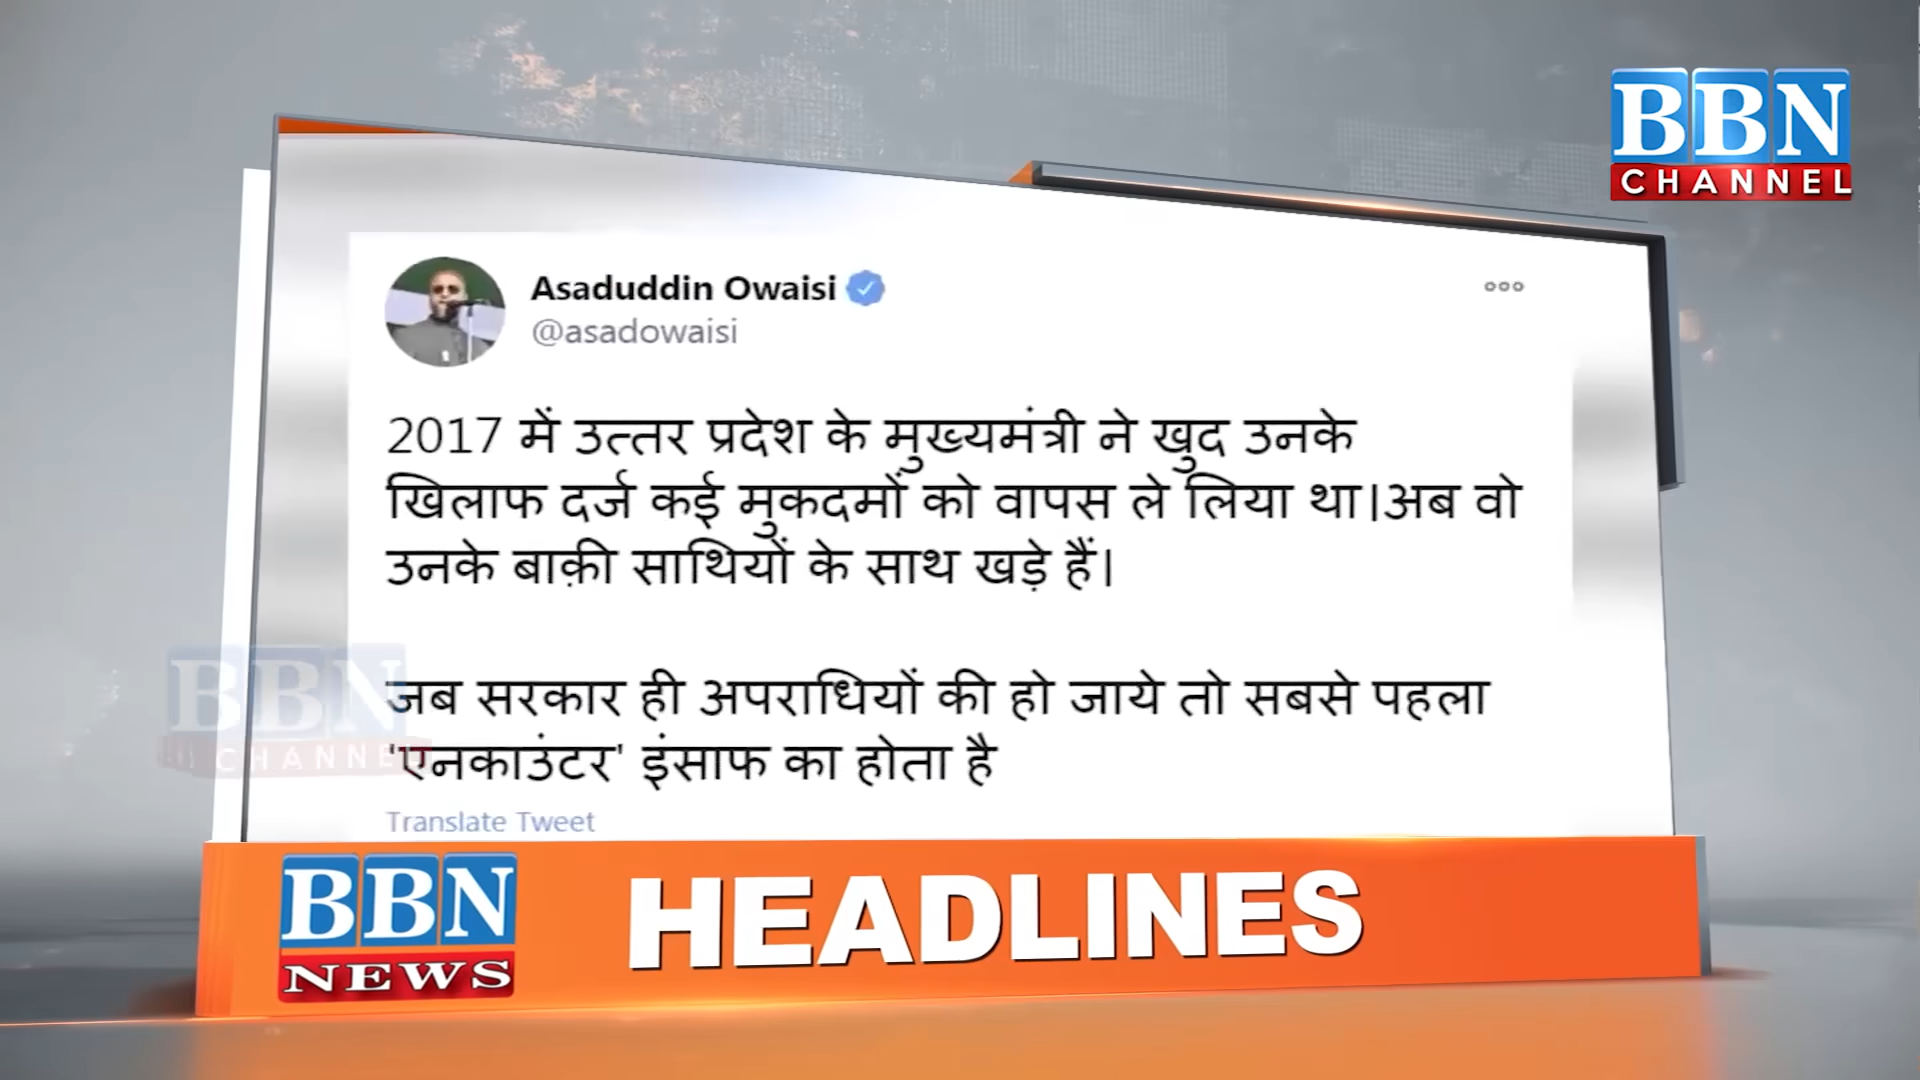 BBN
CHANNEL
Asaduddin Owaisi
@asadowaisi
2017 में उत्तर प्रदेश के मुख्यमंत्री ने खुद उनके
खिलाफ दर्ज कई मुकदमों को वापस ले लिया था।अब वो
उनके बाक़ी साथियों के साथ खड़े हैं।
जब सरकार ही अपराधियों की हो जाये तो सबसे पहला
'एनकाउंटर' इंसाफ का होता है
Translate Tweet
BBN
CHANNEL
BBN
NEWS
HEADLINES